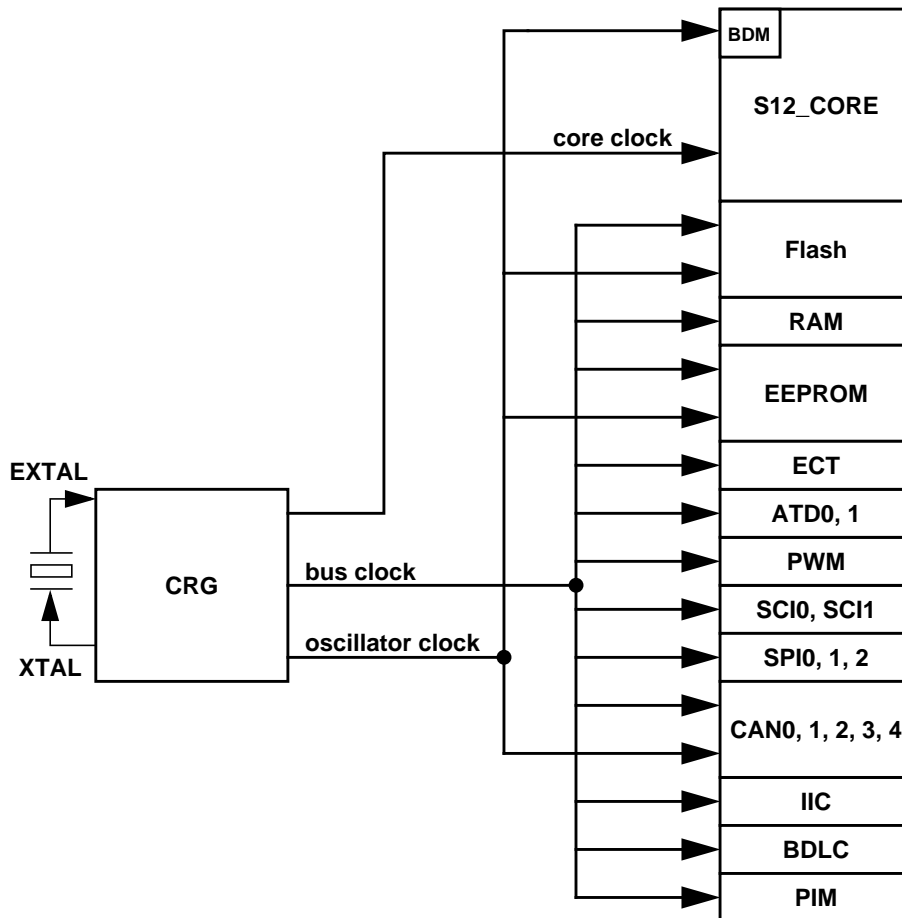 BDM
S12_CORE
core clock
Flash
RAM
EEPROM
EXTAL
ECT
ATD0, 1
CRG
bus clock
PWM
SCI0, SCI1
oscillator clock
XTAL
SPI0, 1, 2
CAN0, 1, 2, 3, 4
IIC
BDLC
PIM